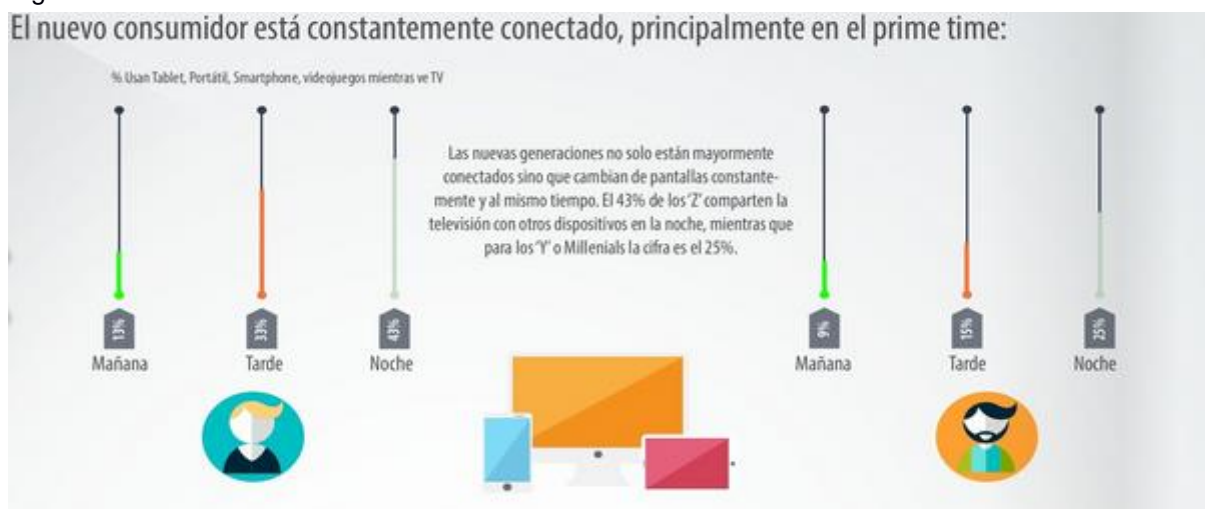 El nuevo consumidor está constantemente conectado, principalmente en el prime time:
% Usan Tablet, Portátil, Smartphone, videojuegos mientras ve TV
Las nuevas generaciones no solo están mayormente
conectados sino que cambian de pantallas constante-
mente y al mismo tiempo. El 43% de los ‘Z’ comparten la
televisión con otros dispositivos en la noche, mientras que
para los ‘Y’ o Millenials la cifra es el 25%.
13%
33%
43%
9%
15%
25%
Mañana
Tarde
Noche
Mañana
Tarde
Noche